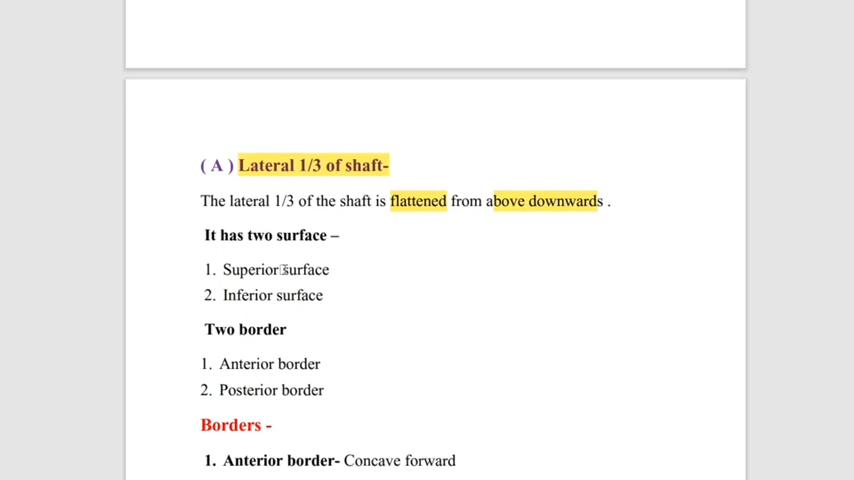 ( A ) Lateral 1/3 of shaft-
The lateral 1/3 of the shaft is flattened from above downwards .
It has two surface –
1. Superior surface
2. Inferior surface
Two border
1. Anterior border
2. Posterior border
Borders -
1. Anterior border- Concave forward